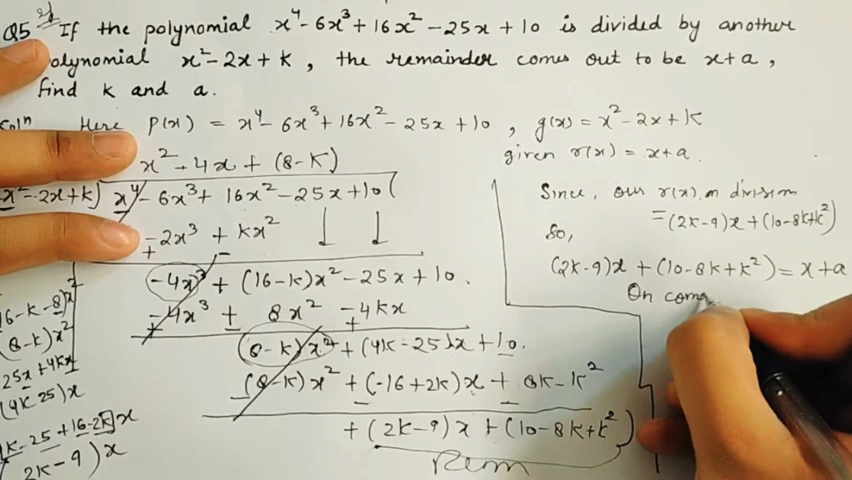 Q5 If the polynomial x⁴ - 6x³ + 16x² - 25x + 10 is divided by another
polynomial x² - 2x + k , the remainder comes out to be x + a ,
find k and a .
Solⁿ Here p(x) = x⁴ - 6x³ + 16x² - 25x + 10 , g(x) = x² - 2x + k
given r(x) = x + a .
x² - 4x + (8 - k)
x² - 2x + k ) x⁴ - 6x³ + 16x² - 25x + 10 (
- 2x³ + kx²
+ -
- 4x³ + (16 - k)x² - 25x + 10 .
- 4x³ + 8x² - 4kx
+ - +
(8 - k)x² + (4k - 25)x + 10 .
(8 - k)x² + (-16 + 2k)x + 8k - k²
- - -
+ (2k - 9)x + (10 - 8k + k²)
Rem
16 - k - 8)x²
(8 - k)x²
25x + 4kx
(4k 25)x
k - 25 + 16 - 2k]x
2k - 9)x
Since, our r(x) on division
= (2k - 9)x + (10 - 8k + k²)
So,
(2k - 9)x + (10 - 8k + k²) = x + a
On com